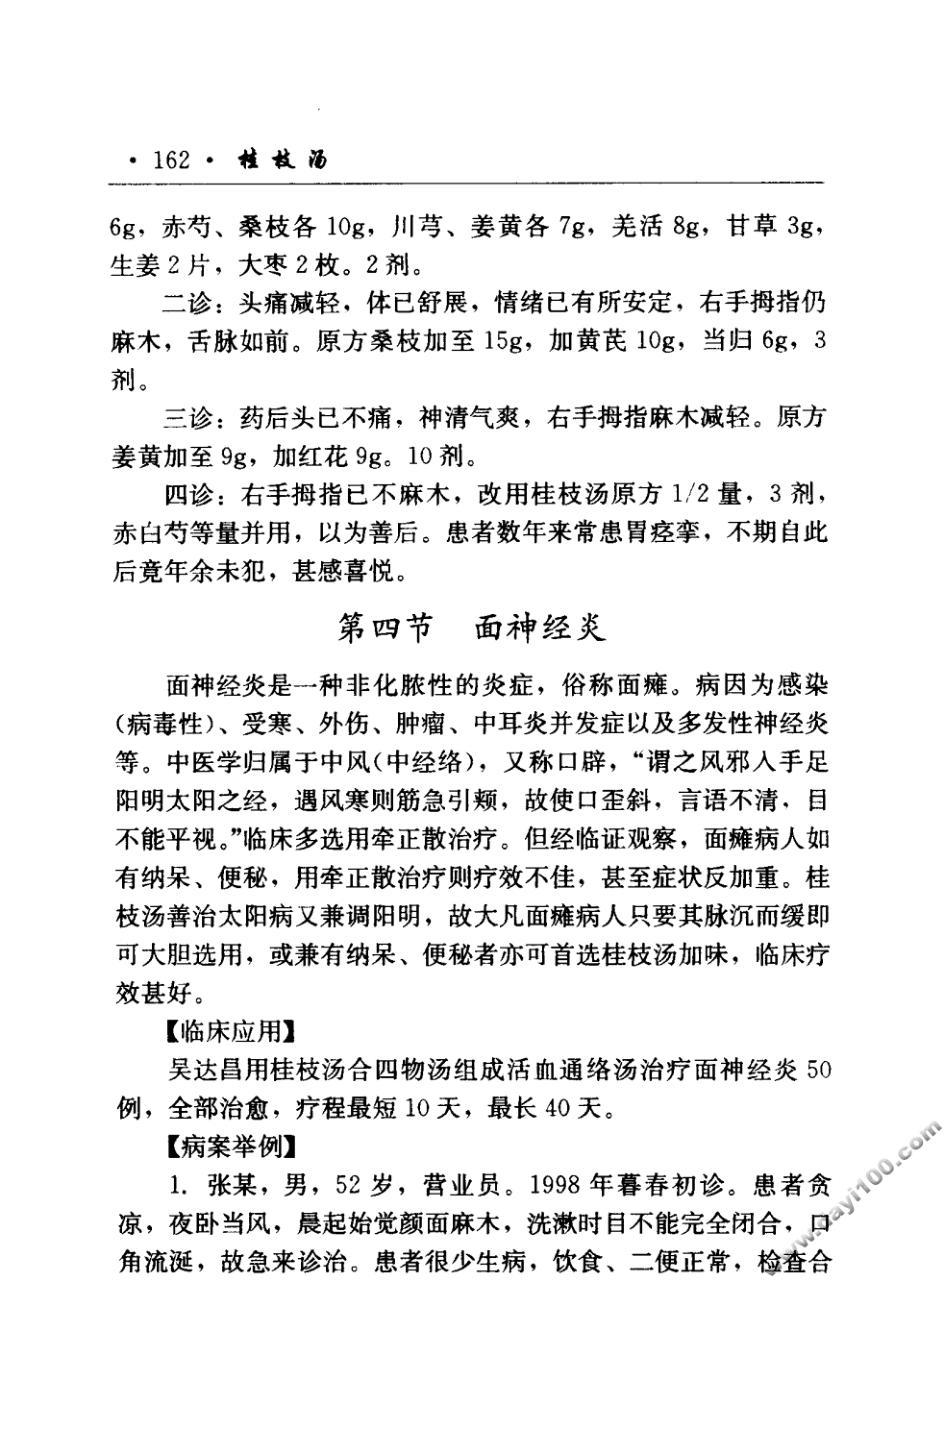 ·162· 桂枝汤
6g，赤芍、桑枝各 10g，川芎、姜黄各 7g，羌活 8g，甘草 3g，
生姜 2 片，大枣 2 枚。2 剂。
二诊：头痛减轻，体已舒展，情绪已有所安定，右手拇指仍
麻木，舌脉如前。原方桑枝加至 15g，加黄芪 10g，当归 6g，3
剂。
三诊：药后头已不痛，神清气爽，右手拇指麻木减轻。原方
姜黄加至 9g，加红花 9g。10 剂。
四诊：右手拇指已不麻木，改用桂枝汤原方 1/2 量，3 剂，
赤白芍等量并用，以为善后。患者数年来常患胃痉挛，不期自此
后竟年余未犯，甚感喜悦。
第四节 面神经炎
面神经炎是一种非化脓性的炎症，俗称面瘫。病因为感染
（病毒性）、受寒、外伤、肿瘤、中耳炎并发症以及多发性神经炎
等。中医学归属于中风（中经络），又称口辟，“谓之风邪入手足
阳明太阳之经，遇风寒则筋急引颊，故使口歪斜，言语不清，目
不能平视。”临床多选用牵正散治疗。但经临证观察，面瘫病人如
有纳呆、便秘，用牵正散治疗则疗效不佳，甚至症状反加重。桂
枝汤善治太阳病又兼调阳明，故大凡面瘫病人只要其脉沉而缓即
可大胆选用，或兼有纳呆、便秘者亦可首选桂枝汤加味，临床疗
效甚好。
【临床应用】
吴达昌用桂枝汤合四物汤组成活血通络汤治疗面神经炎 50
例，全部治愈，疗程最短 10 天，最长 40 天。
【病案举例】
1. 张某，男，52 岁，营业员。1998 年暮春初诊。患者贪
凉，夜卧当风，晨起始觉颜面麻木，洗漱时目不能完全闭合，口
角流涎，故急来诊治。患者很少生病，饮食、二便正常，检查合
www.dayi100.com